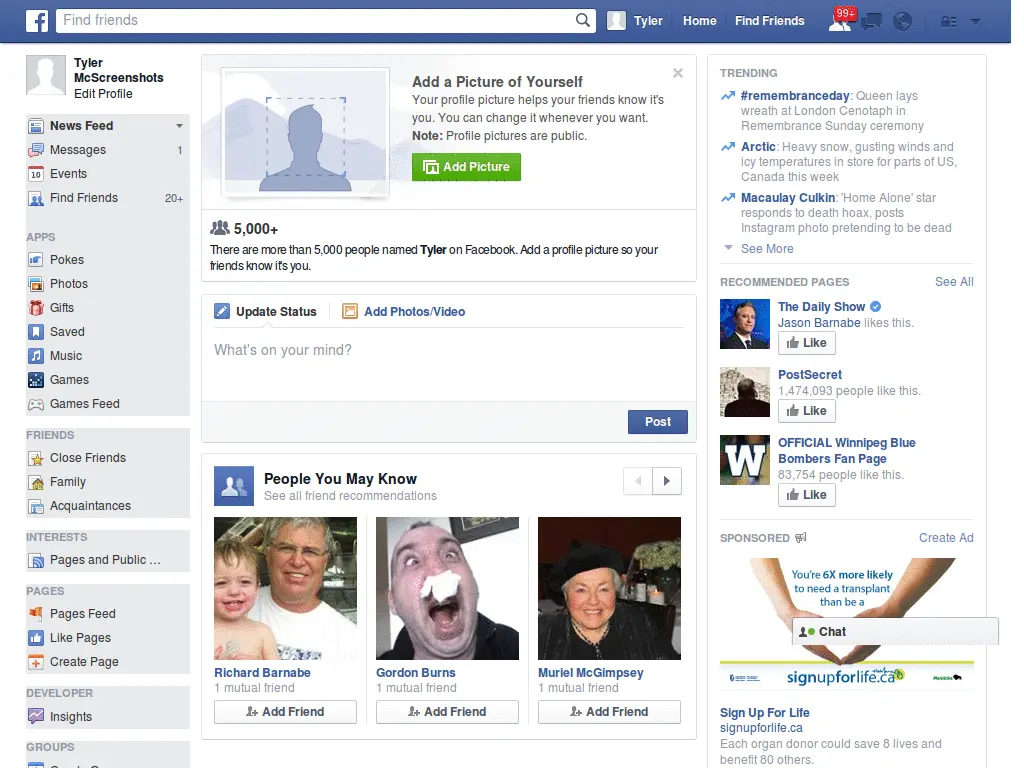 f
Find friends
Tyler
Home
Find Friends
99+
Tyler
McScreenshots
Edit Profile
News Feed
Messages 1
Events
Find Friends 20+
APPS
Pokes
Photos
Gifts
Saved
Music
Games
Games Feed
FRIENDS
Close Friends
Family
Acquaintances
INTERESTS
Pages and Public ...
PAGES
Pages Feed
Like Pages
Create Page
DEVELOPER
Insights
GROUPS
Add a Picture of Yourself
Your profile picture helps your friends know it's
you. You can change it whenever you want.
Note: Profile pictures are public.
Add Picture
5,000+
There are more than 5,000 people named Tyler on Facebook. Add a profile picture so your
friends know it's you.
Update Status
Add Photos/Video
What's on your mind?
Post
People You May Know
See all friend recommendations
Richard Barnabe
1 mutual friend
Add Friend
Gordon Burns
1 mutual friend
Add Friend
Muriel McGimpsey
1 mutual friend
Add Friend
TRENDING
#remembranceday: Queen lays
wreath at London Cenotaph in
Remembrance Sunday ceremony
Arctic: Heavy snow, gusting winds and
icy temperatures in store for parts of US,
Canada this week
Macaulay Culkin: 'Home Alone' star
responds to death hoax, posts
Instagram photo pretending to be dead
See More
RECOMMENDED PAGES
See All
The Daily Show
Jason Barnabe likes this.
Like
PostSecret
1,474,093 people like this.
Like
W
OFFICIAL Winnipeg Blue
Bombers Fan Page
83,754 people like this.
Like
SPONSORED
Create Ad
You're 6X more likely
to need a transplant
than be a
Chat
signupforlife.ca
Manitoba
Sign Up For Life
signupforlife.ca
Each organ donor could save 8 lives and
benefit 80 others.